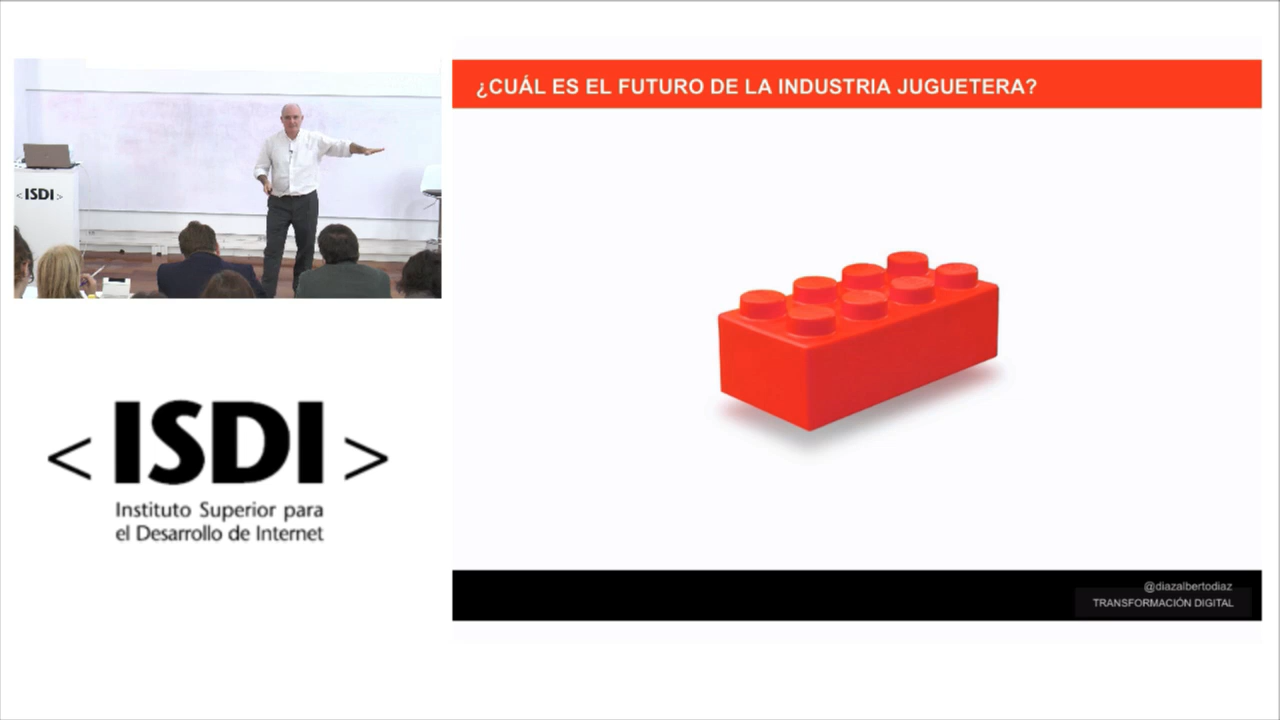 ¿CUÁL ES EL FUTURO DE LA INDUSTRIA JUGUETERA?
<ISDI>
<ISDI>
Instituto Superior para
el Desarrollo de Internet
@diazalbertodiaz
TRANSFORMACIÓN DIGITAL